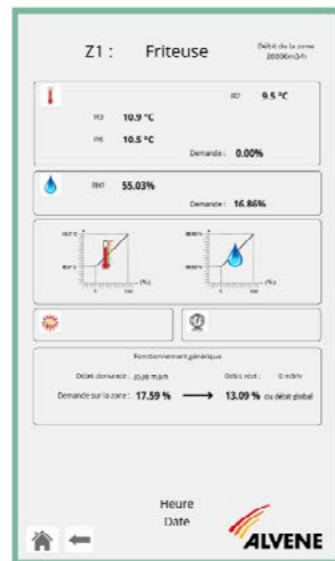 Z1 : Friteuse
Débit de la zone
20000m3/h
9.5 °C
10.9 °C
10.5 °C
Demande : 0.00%
RH1 55.03%
Demande : 16.86%
(%) (%)
Fonctionnement générique
Débit demandé : m3/h Débit réel : 0 m3/h
Demande sur la zone : 17.59 % → 13.09 % du débit global
Heure
Date
ALVENE